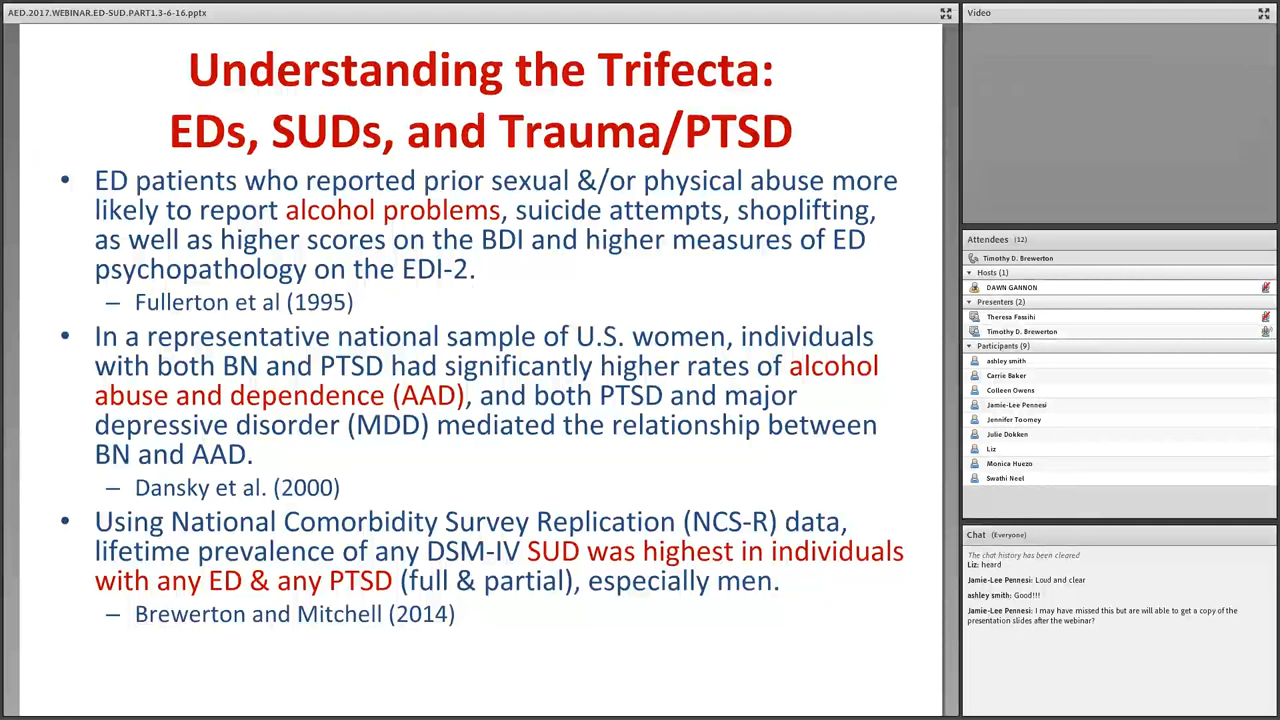 AED.2017.WEBINAR.ED-SUD.PART1.3-6-16.pptx
Understanding the Trifecta:
EDs, SUDs, and Trauma/PTSD
• ED patients who reported prior sexual &/or physical abuse more
likely to report alcohol problems, suicide attempts, shoplifting,
as well as higher scores on the BDI and higher measures of ED
psychopathology on the EDI-2.
– Fullerton et al (1995)
• In a representative national sample of U.S. women, individuals
with both BN and PTSD had significantly higher rates of alcohol
abuse and dependence (AAD), and both PTSD and major
depressive disorder (MDD) mediated the relationship between
BN and AAD.
– Dansky et al. (2000)
• Using National Comorbidity Survey Replication (NCS-R) data,
lifetime prevalence of any DSM-IV SUD was highest in individuals
with any ED & any PTSD (full & partial), especially men.
– Brewerton and Mitchell (2014)
Video
Attendees (12)
Timothy D. Brewerton
Hosts (1)
DAWN GANNON
Presenters (2)
Theresa Fassihi
Timothy D. Brewerton
Participants (9)
ashley smith
Carrie Baker
Colleen Owens
Jamie-Lee Pennesi
Jennifer Toomey
Julie Dokken
Liz
Monica Huezo
Swathi Neel
Chat (Everyone)
The chat history has been cleared
Liz: heard
Jamie-Lee Pennesi: Loud and clear
ashley smith: Good!!!
Jamie-Lee Pennesi: I may have missed this but are will able to get a copy of the
presentation slides after the webinar?